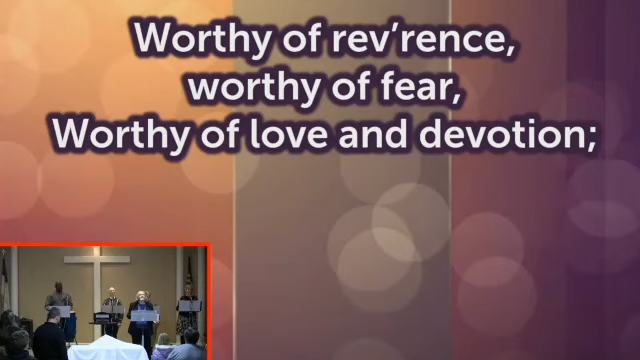 Worthy of rev’rence,
worthy of fear,
Worthy of love and devotion;